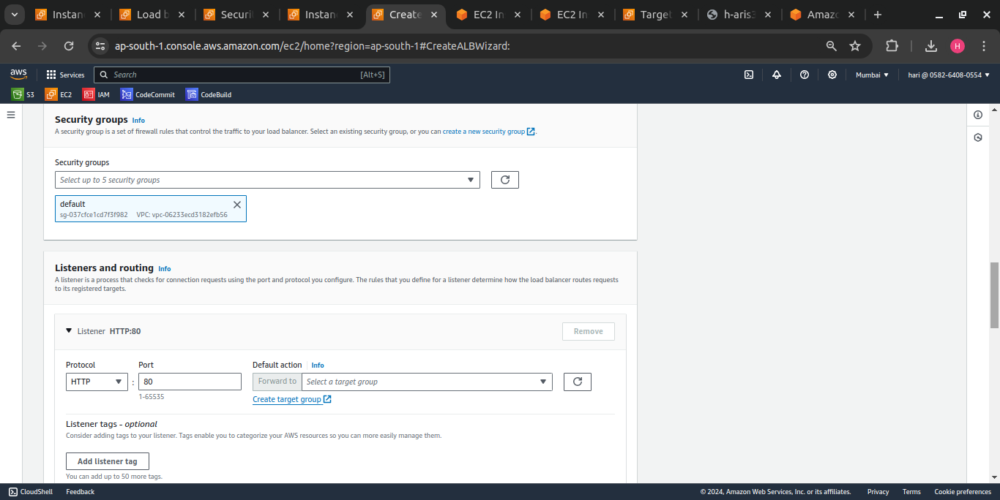 Instan
Load b
Securi
Instan
Create
EC2 In
EC2 In
Target
h-aris
Amazo
ap-south-1.console.aws.amazon.com/ec2/home?region=ap-south-1#CreateALBWizard:
H
aws
Services
Search
[Alt+S]
Mumbai
hari @ 0582-6408-0554
S3
EC2
IAM
CodeCommit
CodeBuild
Security groups Info
A security group is a set of firewall rules that control the traffic to your load balancer. Select an existing security group, or you can create a new security group.
Security groups
Select up to 5 security groups
default
sg-037cfce1cd7f3f982 VPC: vpc-06233ecd3182efb56
Listeners and routing Info
A listener is a process that checks for connection requests using the port and protocol you configure. The rules that you define for a listener determine how the load balancer routes requests
to its registered targets.
Listener HTTP:80
Remove
Protocol
Port
Default action Info
HTTP
:
80
Forward to
Select a target group
1-65535
Create target group
Listener tags - optional
Consider adding tags to your listener. Tags enable you to categorize your AWS resources so you can more easily manage them.
Add listener tag
You can add up to 50 more tags.
CloudShell
Feedback
© 2024, Amazon Web Services, Inc. or its affiliates.
Privacy
Terms
Cookie preferences